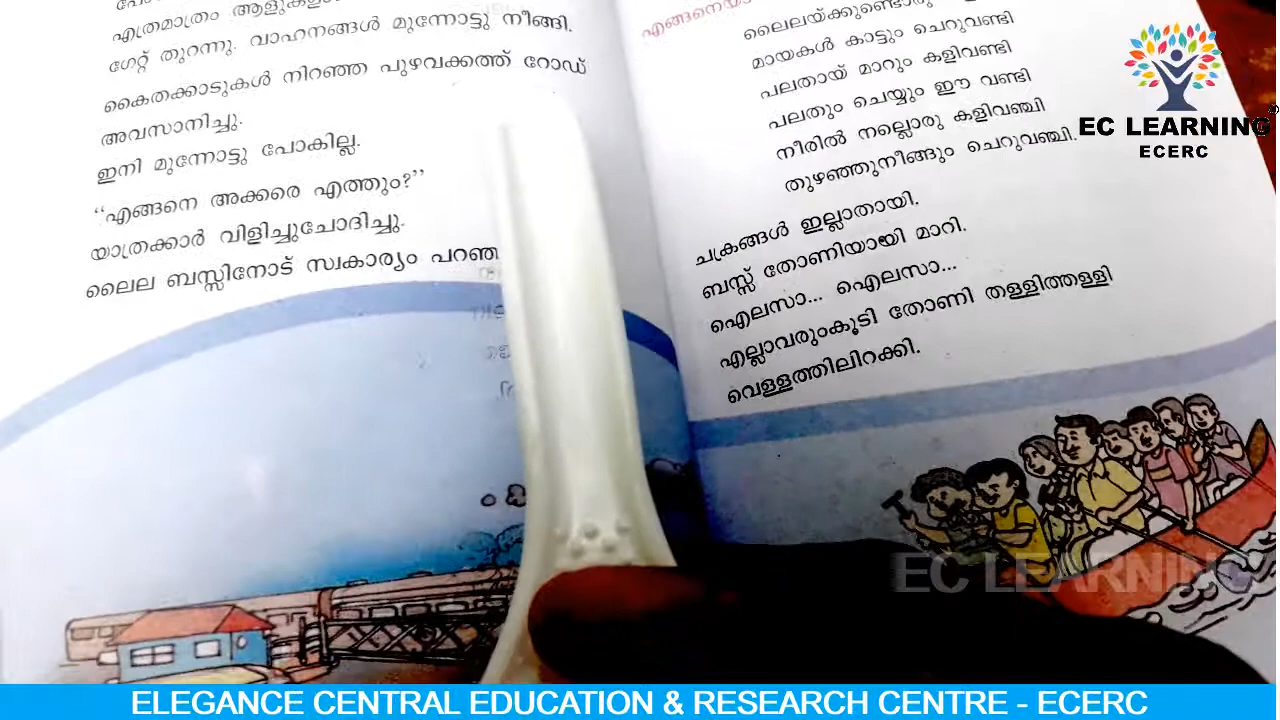 എത്രമാത്രം
ഗേറ്റ് തുറന്നു. വാഹനങ്ങൾ മുന്നോട്ടു നീങ്ങി.
കൈതക്കാടുകൾ നിറഞ്ഞ പുഴവക്കത്ത് റോഡ്
അവസാനിച്ചു.
ഇനി മുന്നോട്ടു പോകില്ല.
“എങ്ങനെ അക്കരെ എത്തും?”
യാത്രക്കാർ വിളിച്ചുചോദിച്ചു.
ലൈല ബസ്സിനോട് സ്വകാര്യം പറഞ്ഞ
ലൈലയ്ക്കുണ്ടൊരു
മായകൾ കാട്ടും ചെറുവണ്ടി
പലതായ് മാറും കളിവണ്ടി
പലതും ചെയ്യും ഈ വണ്ടി
നീരിൽ നല്ലൊരു കളിവഞ്ചി
തുഴഞ്ഞുനീങ്ങും ചെറുവഞ്ചി..
ചക്രങ്ങൾ ഇല്ലാതായി.
ബസ്സ് തോണിയായി മാറി.
ഐലസാ... ഐലസാ...
എല്ലാവരുംകൂടി തോണി തള്ളിത്തള്ളി
വെള്ളത്തിലിറക്കി.
EC LEARNING
ECERC
EC LEARNING
ELEGANCE CENTRAL EDUCATION & RESEARCH CENTRE - ECERC